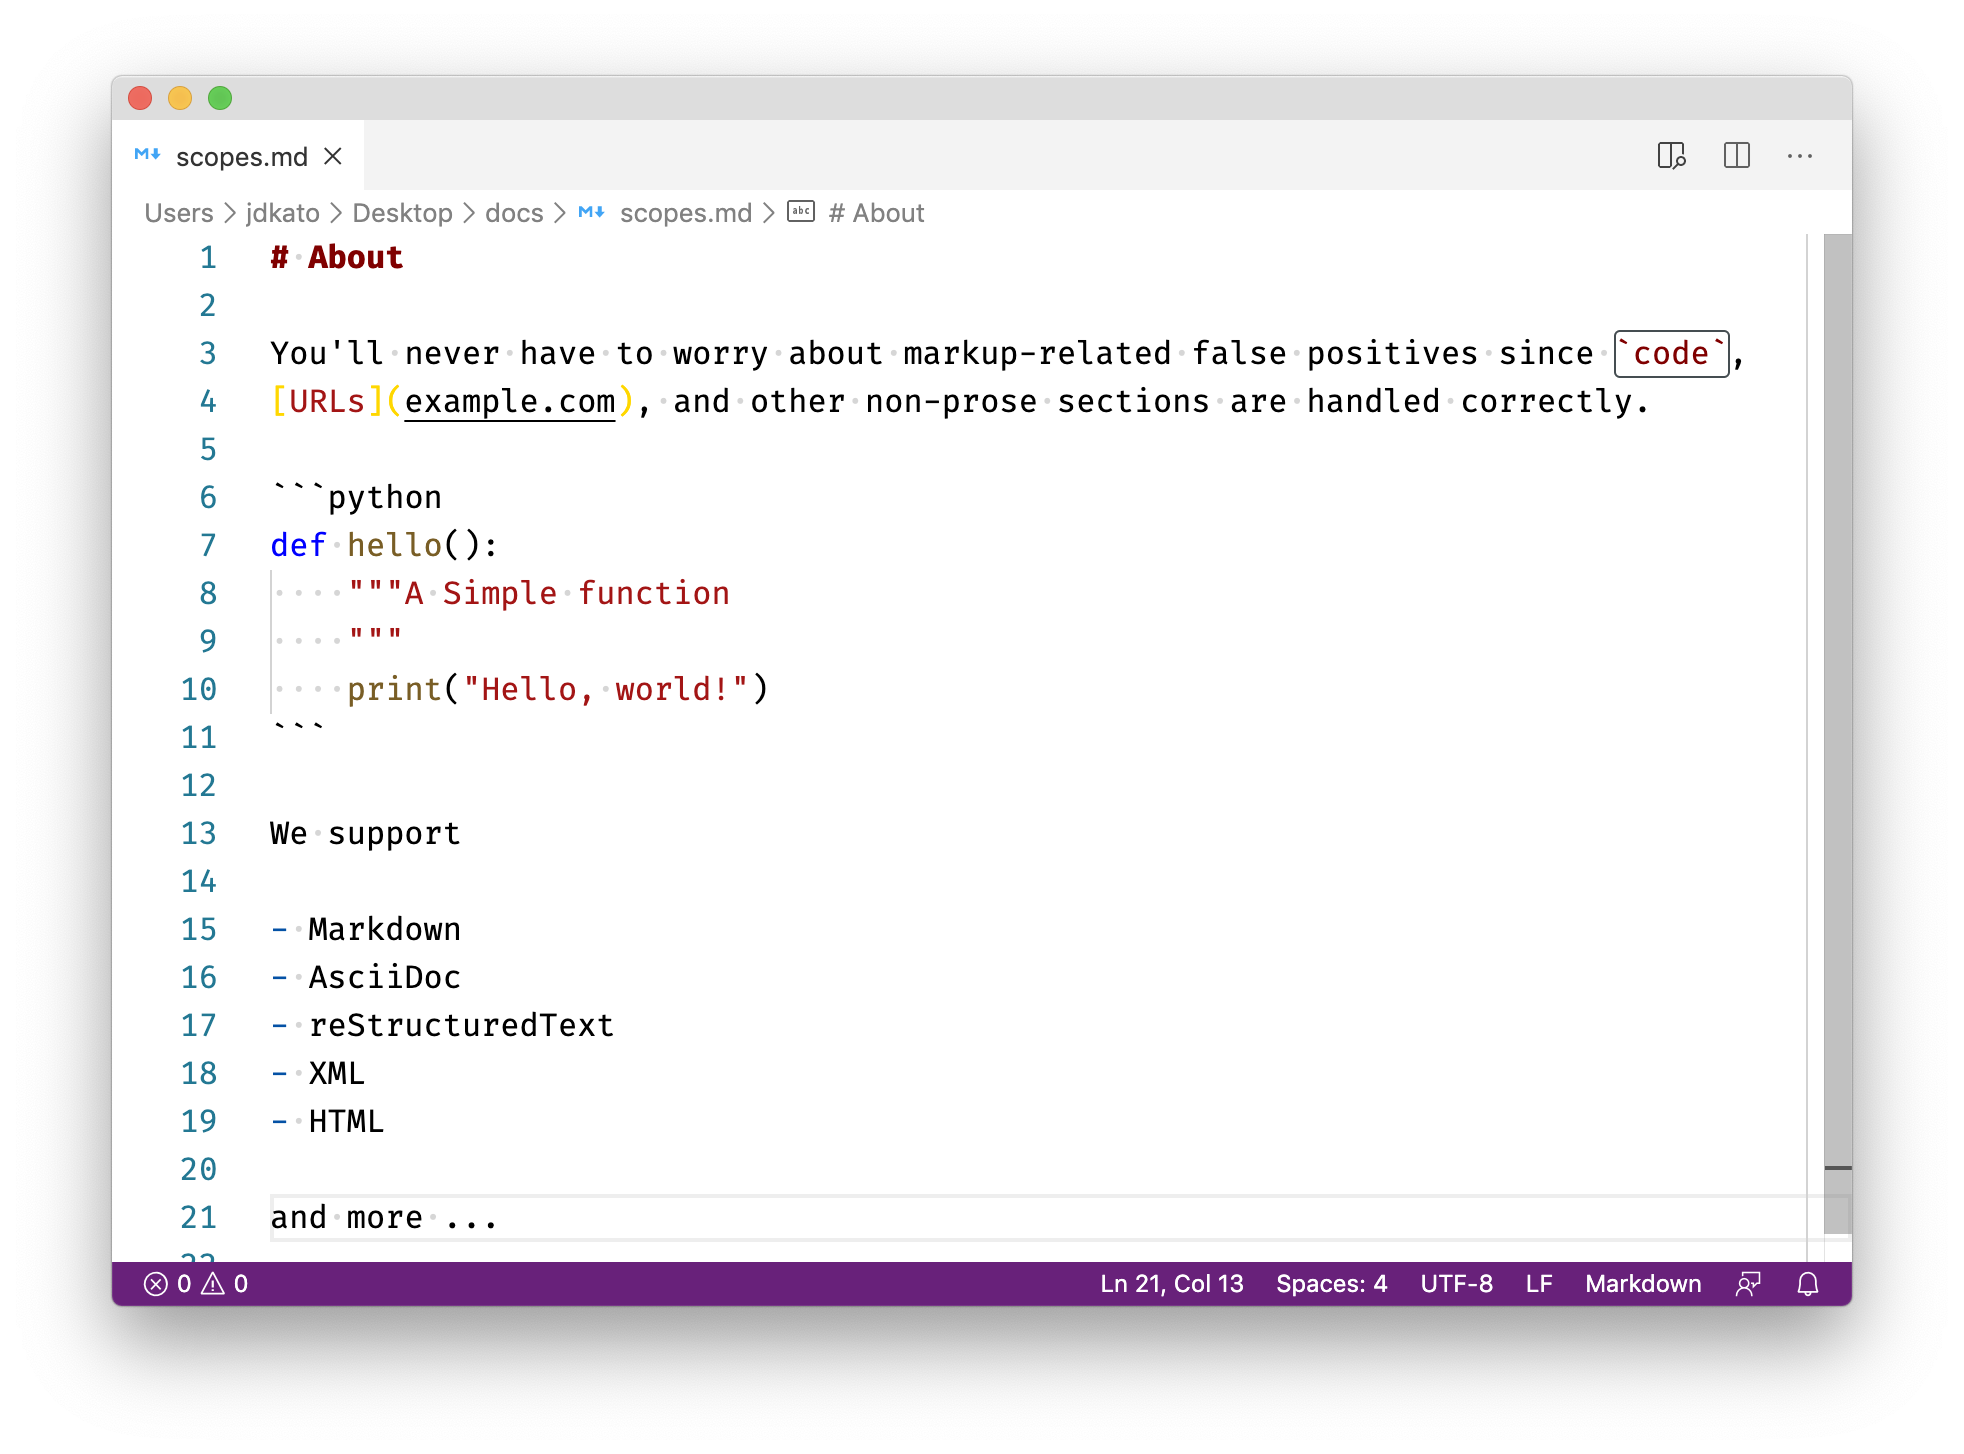 scopes.md
Users > jdkato > Desktop > docs > scopes.md > abc # About
1 # About
2
3 You'll never have to worry about markup-related false positives since `code`,
4 [URLs](example.com), and other non-prose sections are handled correctly.
5
6 ```python
7 def hello():
8     """A Simple function
9     """
10     print("Hello, world!")
11 ```
12
13 We support
14
15 - Markdown
16 - AsciiDoc
17 - reStructuredText
18 - XML
19 - HTML
20
21 and more ...
22
0 0 Ln 21, Col 13 Spaces: 4 UTF-8 LF Markdown